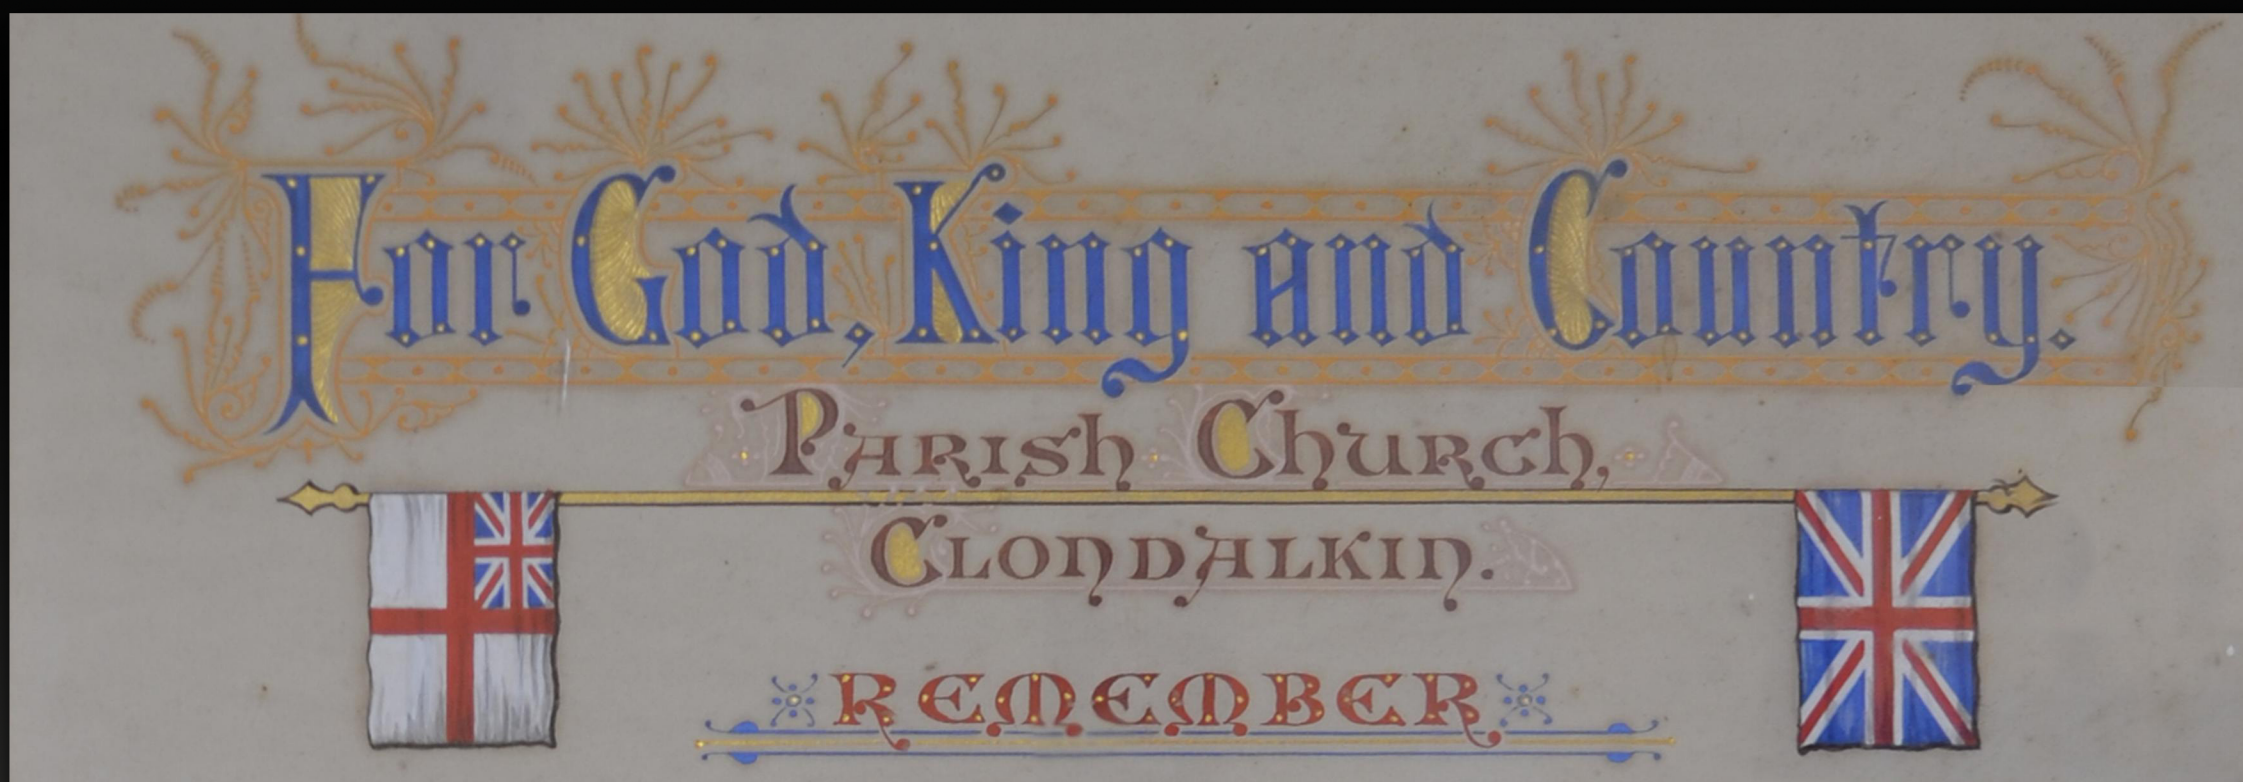 For God, King and Country.
Parish Church,
Clondalkin.
REMEMBER